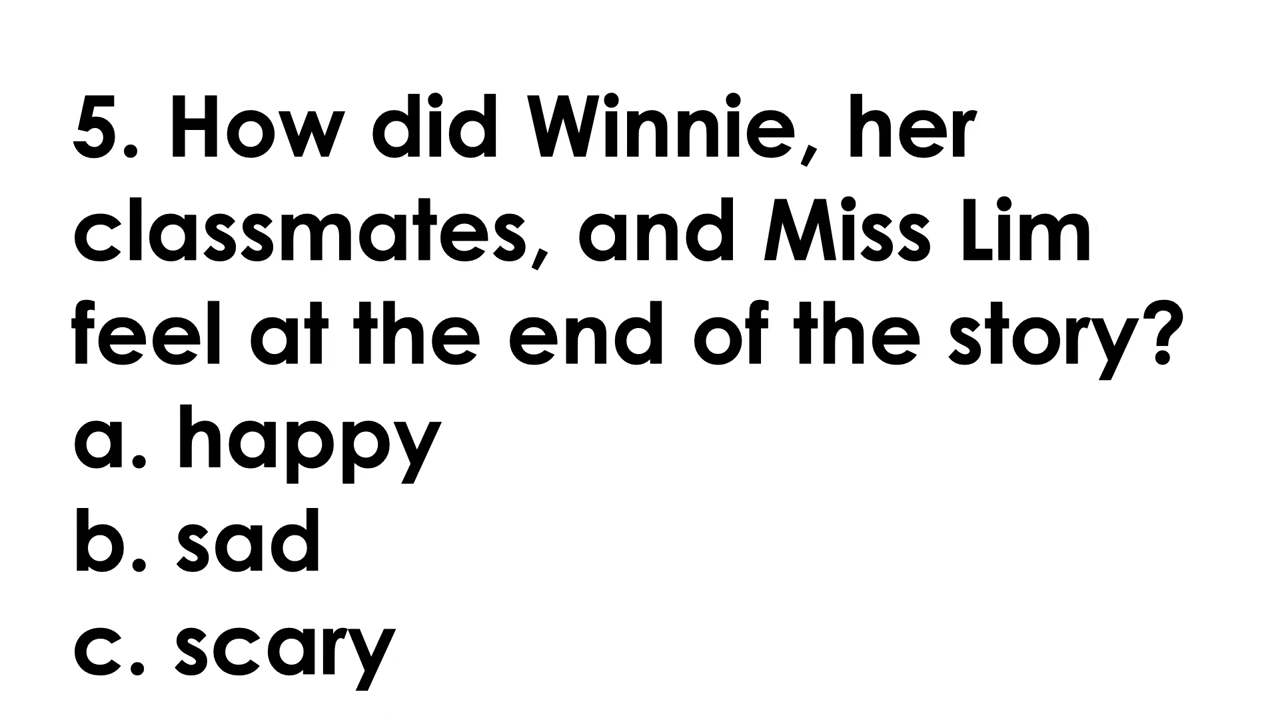 5. How did Winnie, her
classmates, and Miss Lim
feel at the end of the story?
a. happy
b. sad
c. scary